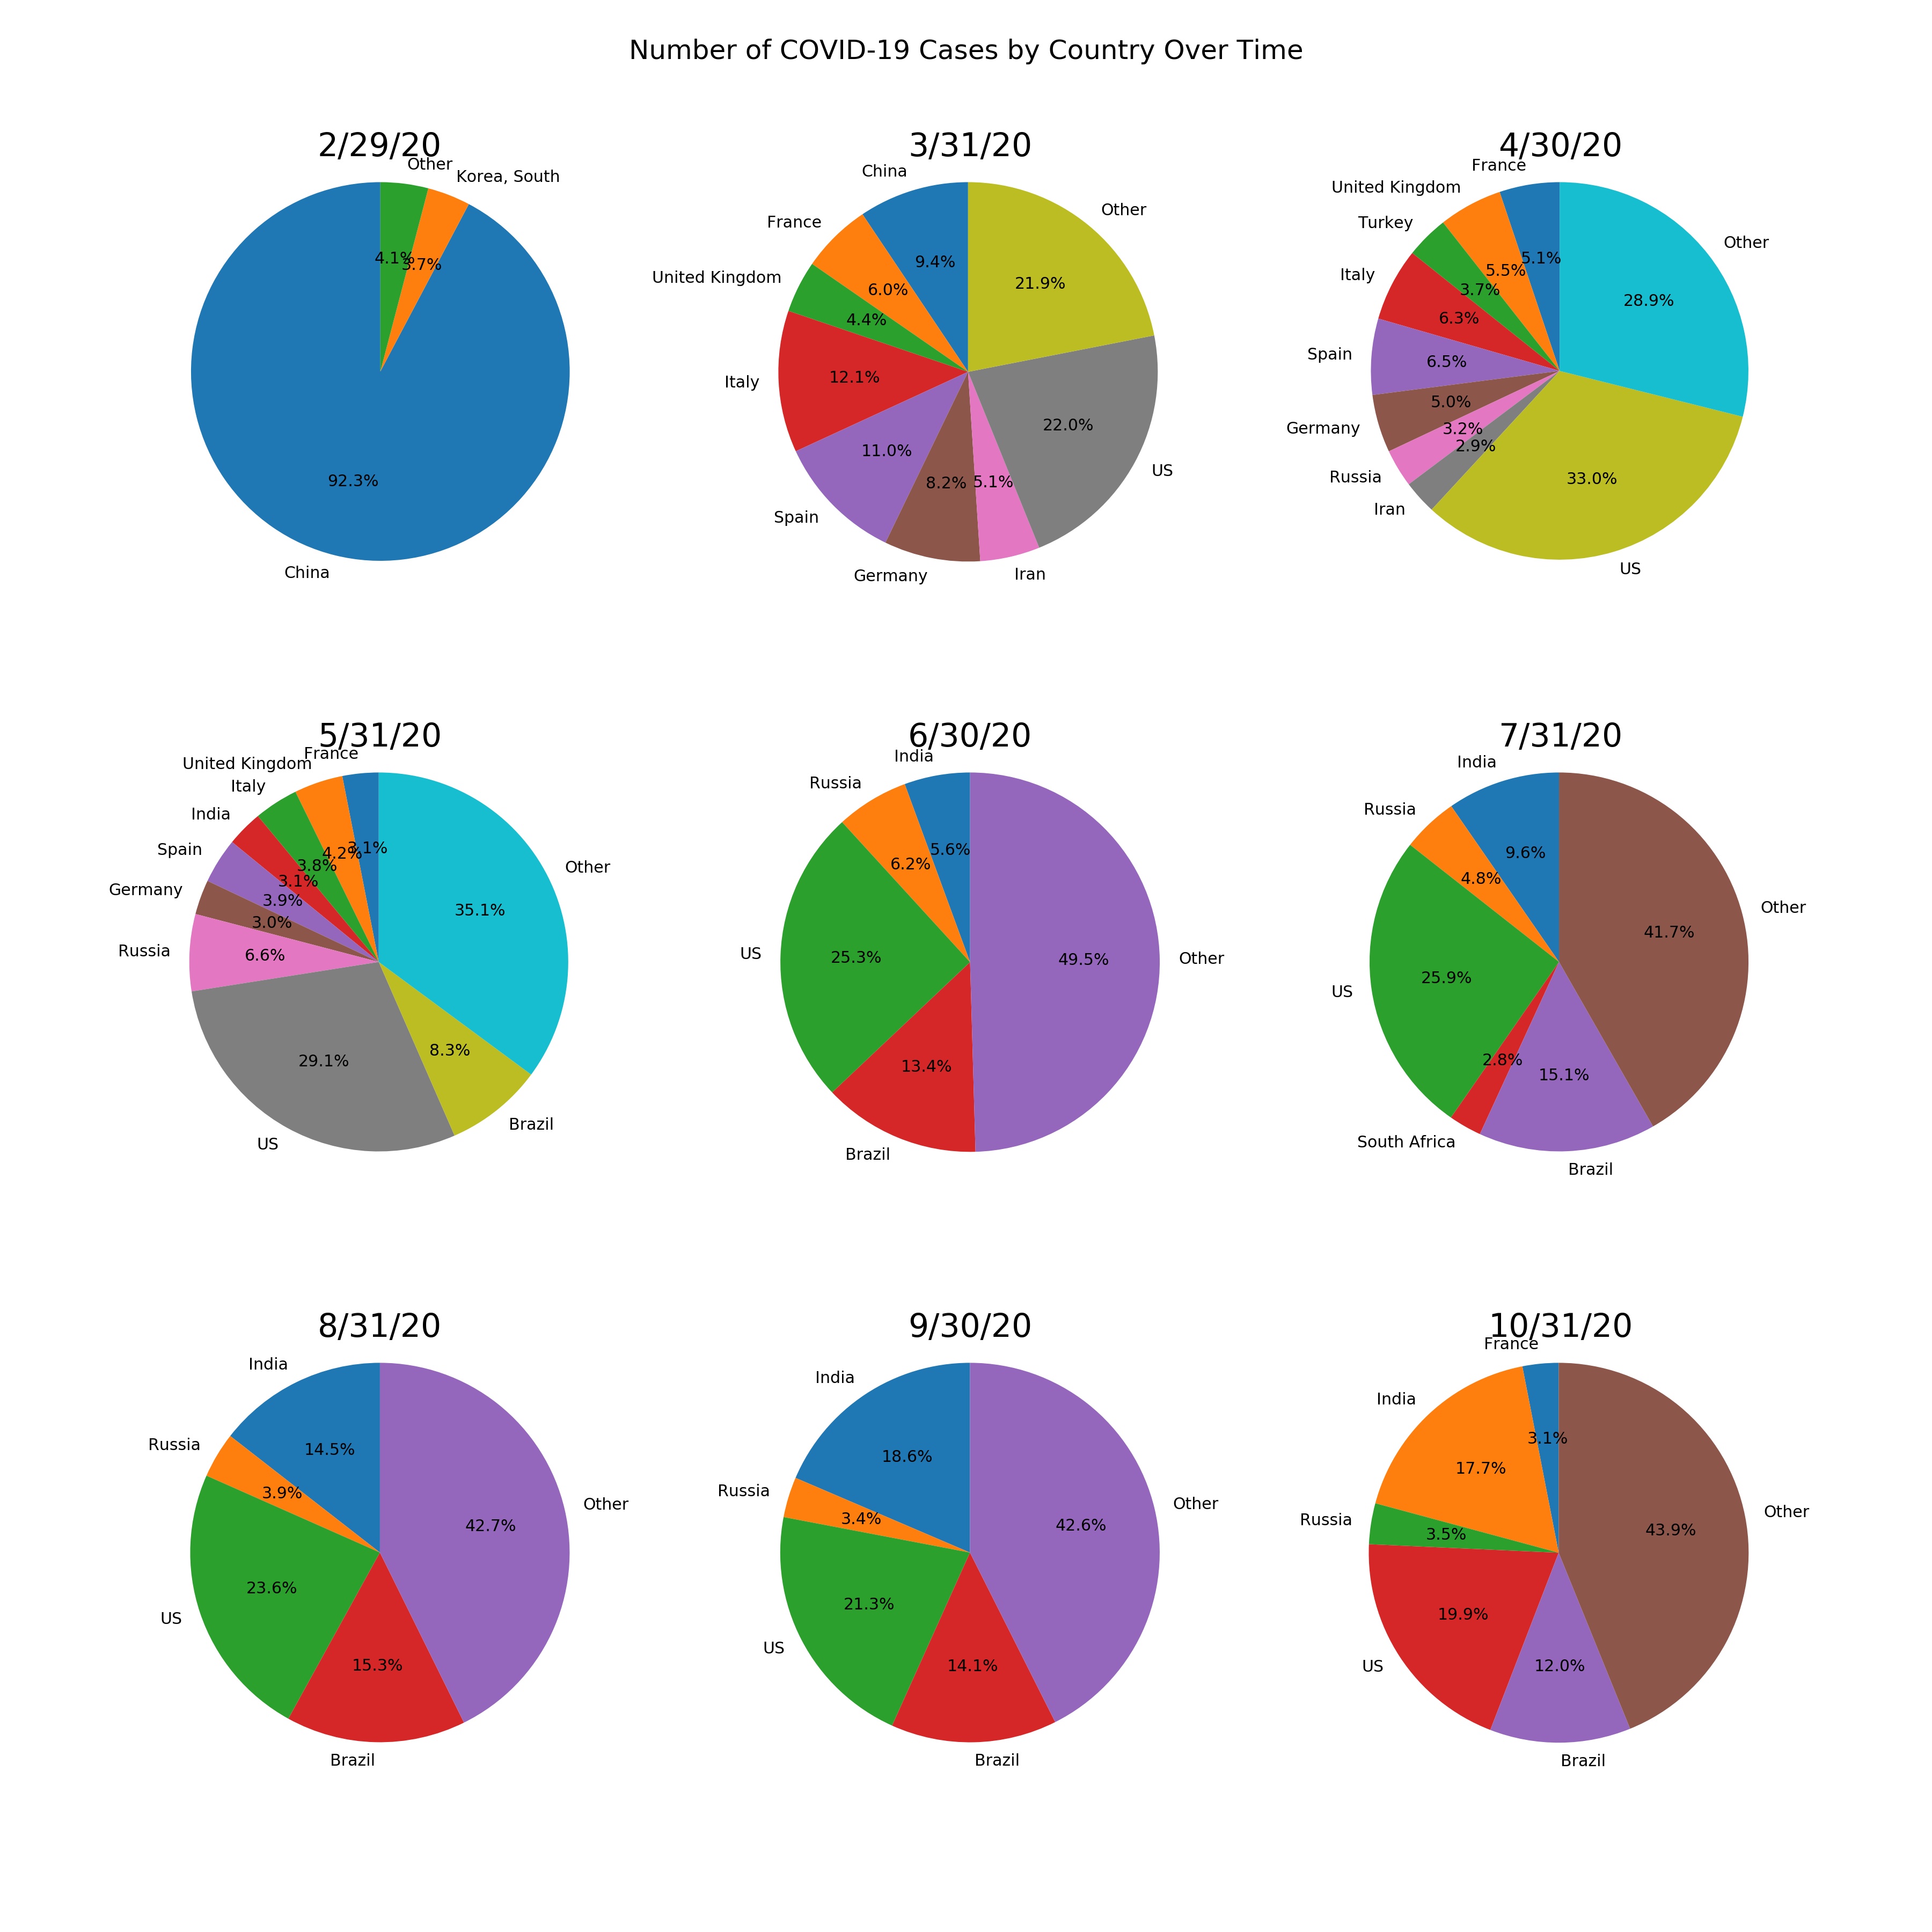 Number of COVID-19 Cases by Country Over Time
2/29/20
Other
Korea, South
4.1%
3.7%
92.3%
China
3/31/20
China
Other
France
United Kingdom
9.4%
21.9%
6.0%
4.4%
Italy
12.1%
22.0%
11.0%
US
8.2%
5.1%
Spain
Germany
Iran
4/30/20
France
United Kingdom
Turkey
Other
Italy
5.1%
5.5%
3.7%
28.9%
6.3%
Spain
6.5%
5.0%
Germany
3.2%
2.9%
33.0%
Russia
Iran
US
5/31/20
France
United Kingdom
Italy
India
Spain
3.1%
4.2%
3.8%
Other
3.1%
Germany
3.9%
35.1%
3.0%
Russia
6.6%
8.3%
29.1%
Brazil
US
6/30/20
India
Russia
5.6%
6.2%
US
25.3%
49.5%
Other
13.4%
Brazil
7/31/20
India
Russia
9.6%
4.8%
Other
41.7%
25.9%
US
2.8%
15.1%
South Africa
Brazil
8/31/20
India
Russia
14.5%
3.9%
Other
42.7%
23.6%
US
15.3%
Brazil
9/30/20
India
18.6%
Russia
3.4%
Other
42.6%
21.3%
US
14.1%
Brazil
10/31/20
France
India
3.1%
17.7%
Other
Russia
3.5%
43.9%
19.9%
US
12.0%
Brazil